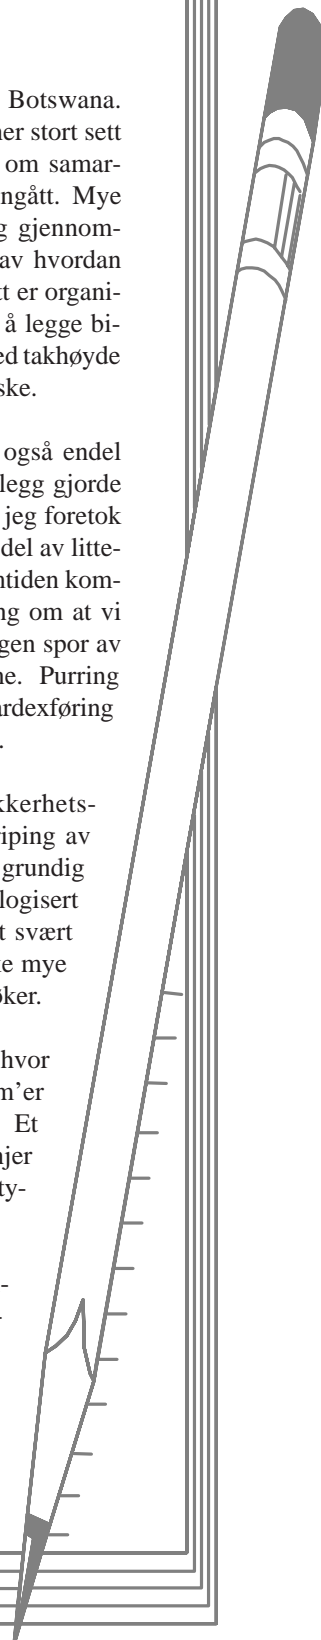 Botswana.
ner stort sett
om samar-
ngått. Mye
g gjennom-
av hvordan
tt er organi-
å legge bi-
ed takhøyde
ske.
også endel
legg gjorde
jeg foretok
del av litte-
ntiden kom-
ng om at vi
gen spor av
ne. Purring
ardexføring
.
kkerhets-
riping av
grundig
logisert
t svært
ke mye
øker.
hvor
m’er
Et
njer
ty-
-
.